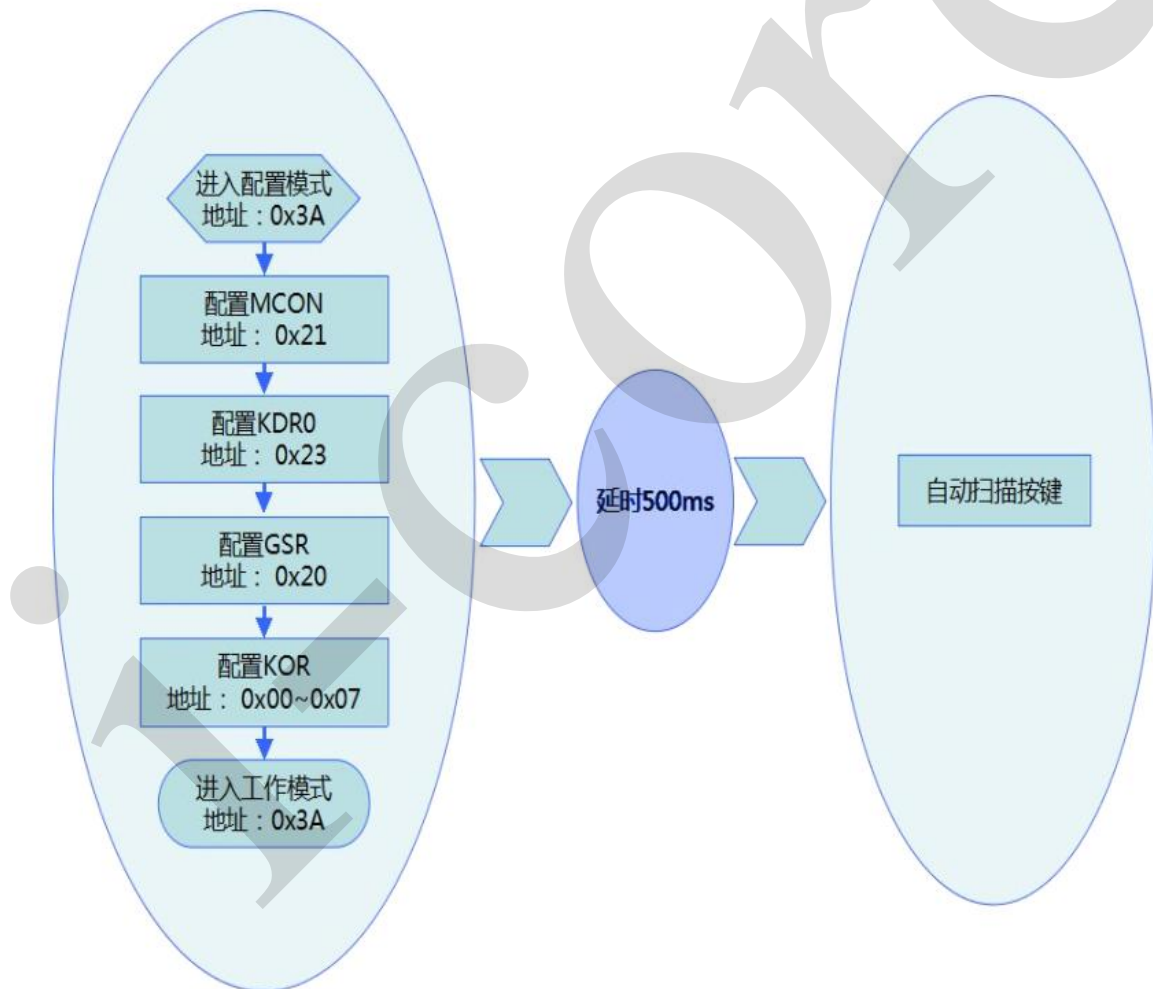 进入配置模式
地址：0x3A
配置MCON
地址： 0x21
配置KDR0
地址： 0x23
配置GSR
地址： 0x20
配置KOR
地址： 0x00~0x07
进入工作模式
地址：0x3A
延时500ms
自动扫描按键
i-core